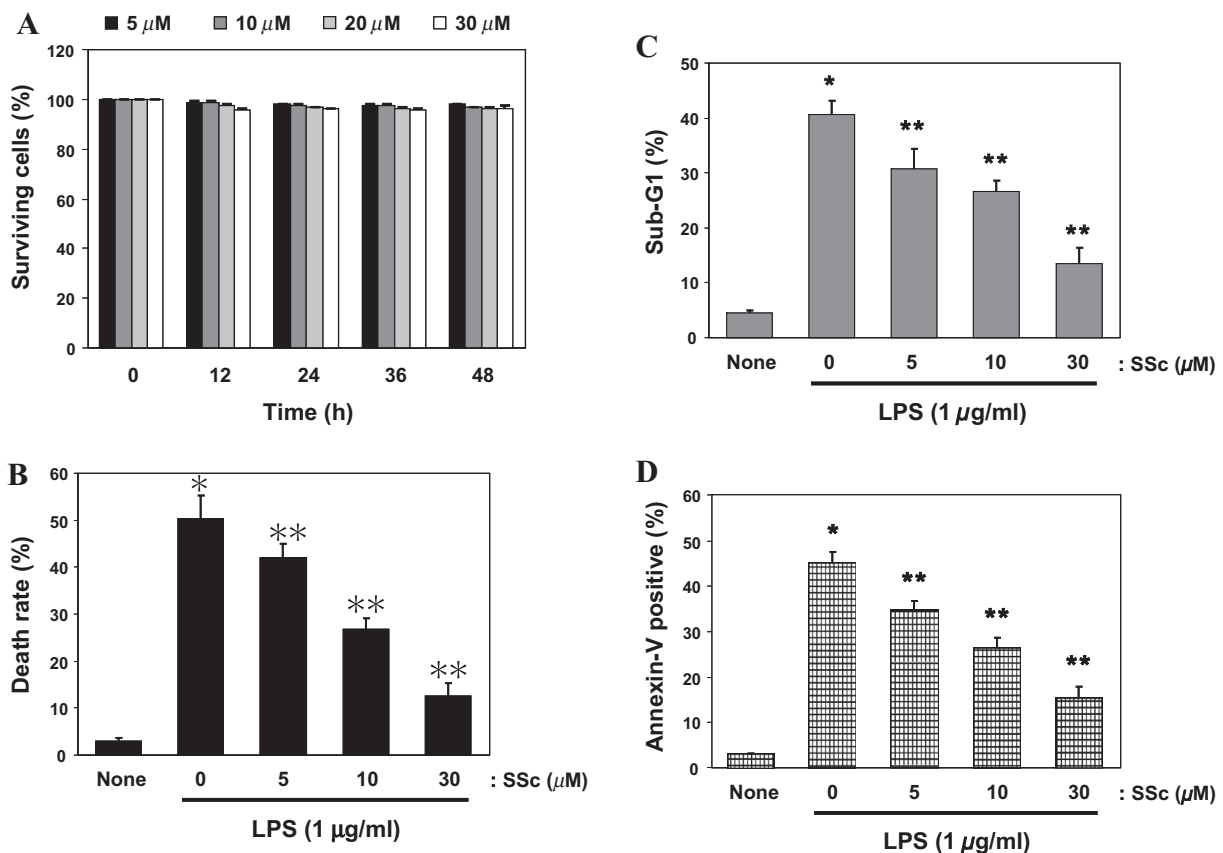 A
5 μM 10 μM 20 μM 30 μM
Surviving cells (%)
120
100
80
60
40
20
0
0 12 24 36 48
Time (h)
B
Death rate (%)
60
50
40
30
20
10
0
* ** ** **
None 0 5 10 30 : SSc (μM)
LPS (1 μg/ml)
C
Sub-G1 (%)
50
40
30
20
10
0
* ** ** **
None 0 5 10 30 : SSc (μM)
LPS (1 μg/ml)
D
Annexin-V positive (%)
60
50
40
30
20
10
0
* ** ** **
None 0 5 10 30 : SSc (μM)
LPS (1 μg/ml)